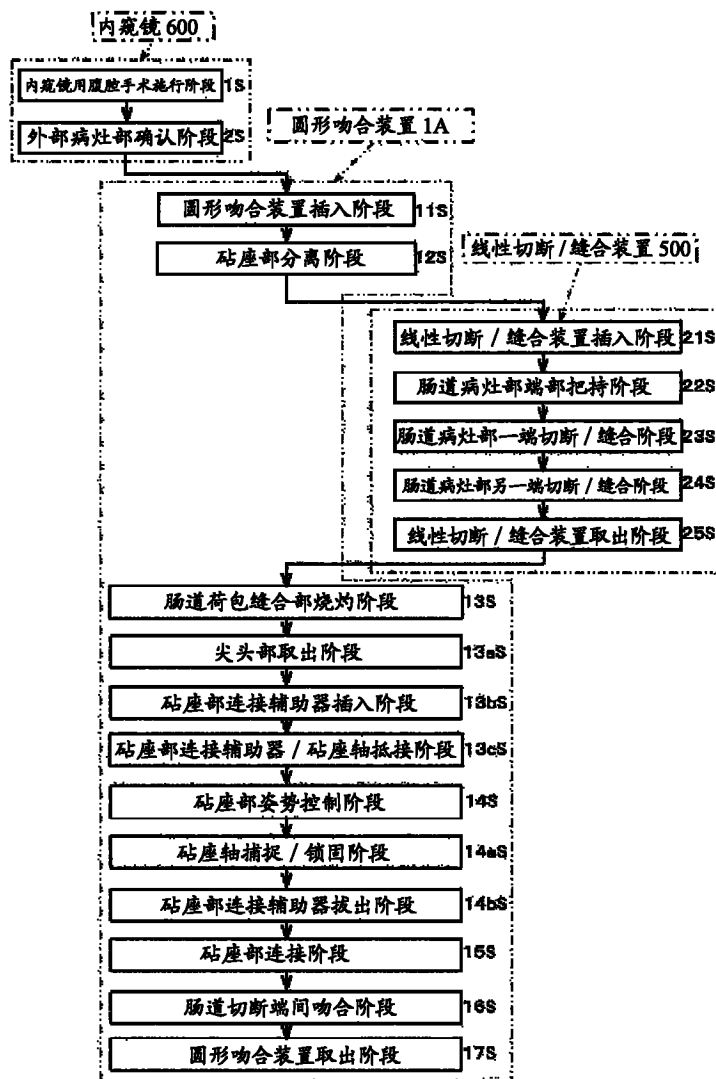 内窥镜 600
内窥镜用腹腔手术施行阶段 1S
外部病灶部确认阶段 2S
圆形吻合装置 1A
圆形吻合装置插入阶段 11S
砧座部分离阶段 12S
线性切断 / 缝合装置 500
线性切断 / 缝合装置插入阶段 21S
肠道病灶部端部把持阶段 22S
肠道病灶部一端切断 / 缝合阶段 23S
肠道病灶部另一端切断 / 缝合阶段 24S
线性切断 / 缝合装置取出阶段 25S
肠道荷包缝合部烧灼阶段 13S
尖头部取出阶段 13aS
砧座部连接辅助器插入阶段 13bS
砧座部连接辅助器 / 砧座轴抵接阶段 13cS
砧座部姿势控制阶段 14S
砧座轴捕捉 / 锁固阶段 14aS
砧座部连接辅助器拔出阶段 14bS
砧座部连接阶段 15S
肠道切断端间吻合阶段 16S
圆形吻合装置取出阶段 17S